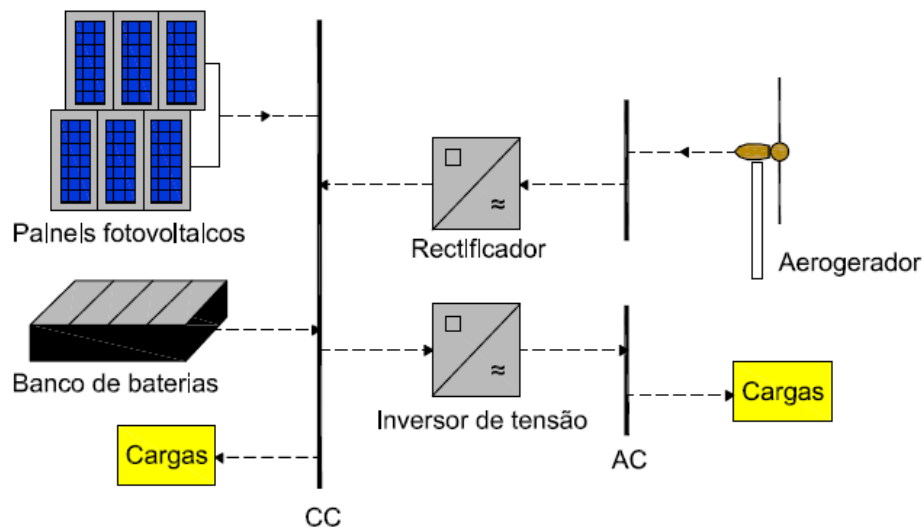 Painels fotovoltaicos
Rectificador
Aerogerador
Banco de baterias
Inversor de tensão
Cargas
Cargas
AC
CC